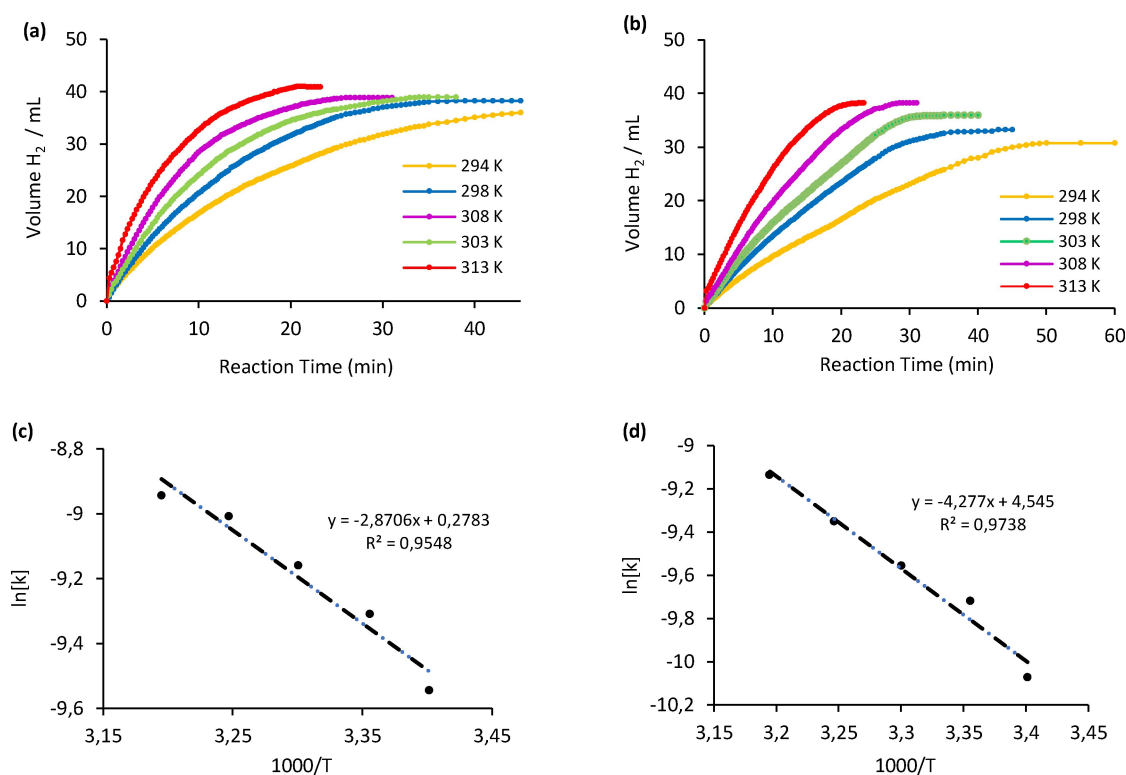 (a)
50
40
30
20
10
0
Volume H₂ / mL
294 K
298 K
308 K
303 K
313 K
0 10 20 30 40
Reaction Time (min)
(b)
60
50
40
30
20
10
0
Volume H₂ / mL
294 K
298 K
303 K
308 K
313 K
0 10 20 30 40 50 60
Reaction Time (min)
(c)
-8,8
-9
-9,2
-9,4
-9,6
ln[k]
y = -2,8706x + 0,2783
R² = 0,9548
3,15 3,25 3,35 3,45
1000/T
(d)
-9
-9,2
-9,4
-9,6
-9,8
-10
-10,2
ln[k]
y = -4,277x + 4,545
R² = 0,9738
3,15 3,2 3,25 3,3 3,35 3,4 3,45
1000/T